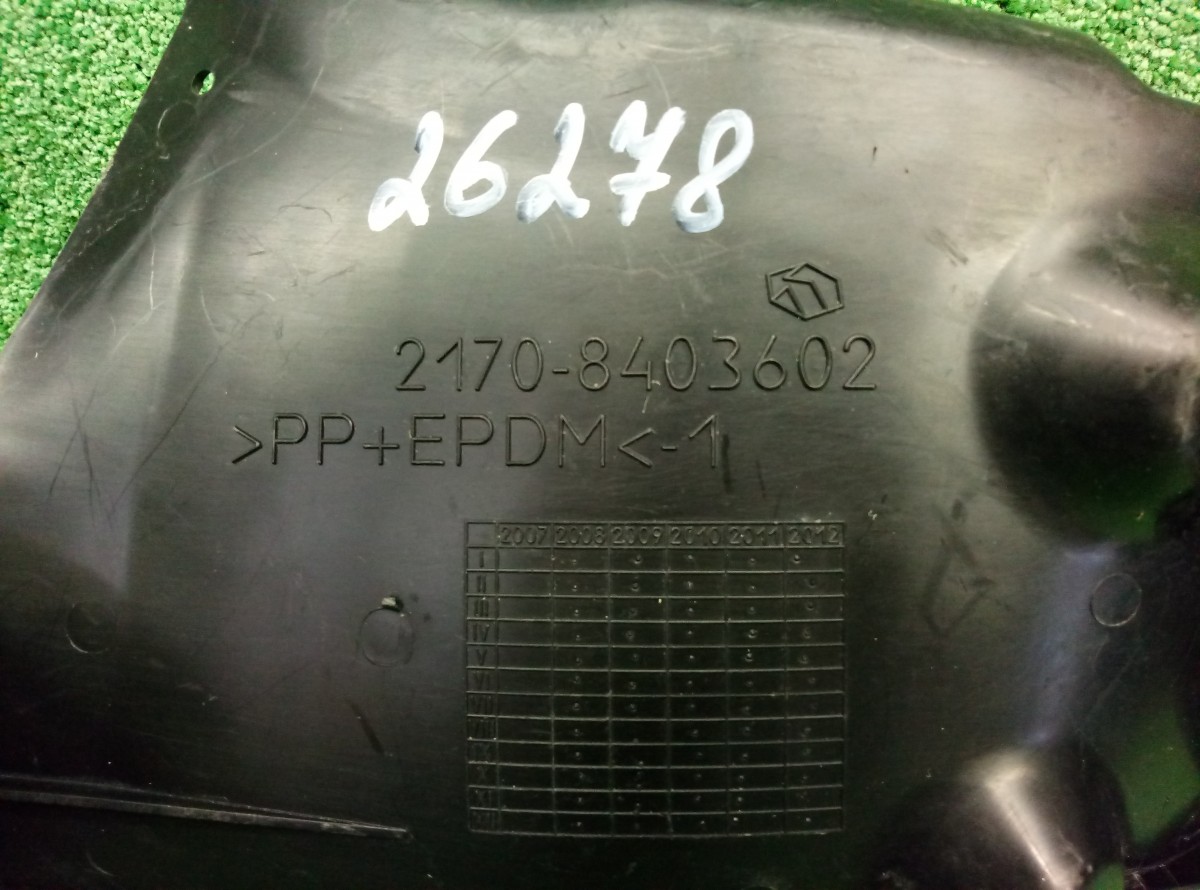 26278
2170-8403602
>PP+EPDM<-1
2007 2008 2009 2010 2011 2012
I
II
III
IV
V
VI
VII
VIII
IX
X
XI
XII